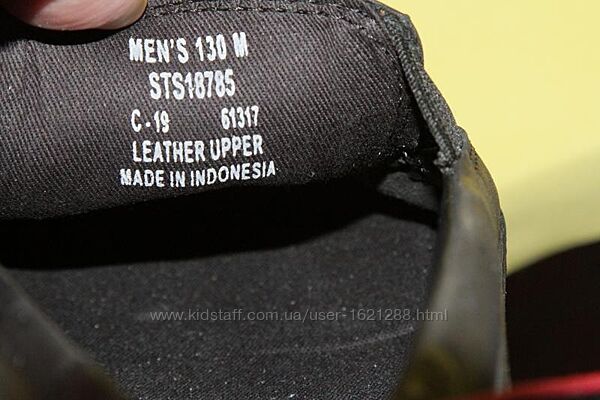 MEN'S 130 M
STS18785
C-19 61317
LEATHER UPPER
MADE IN INDONESIA
www.kidstaff.com.ua/user-1621288.html